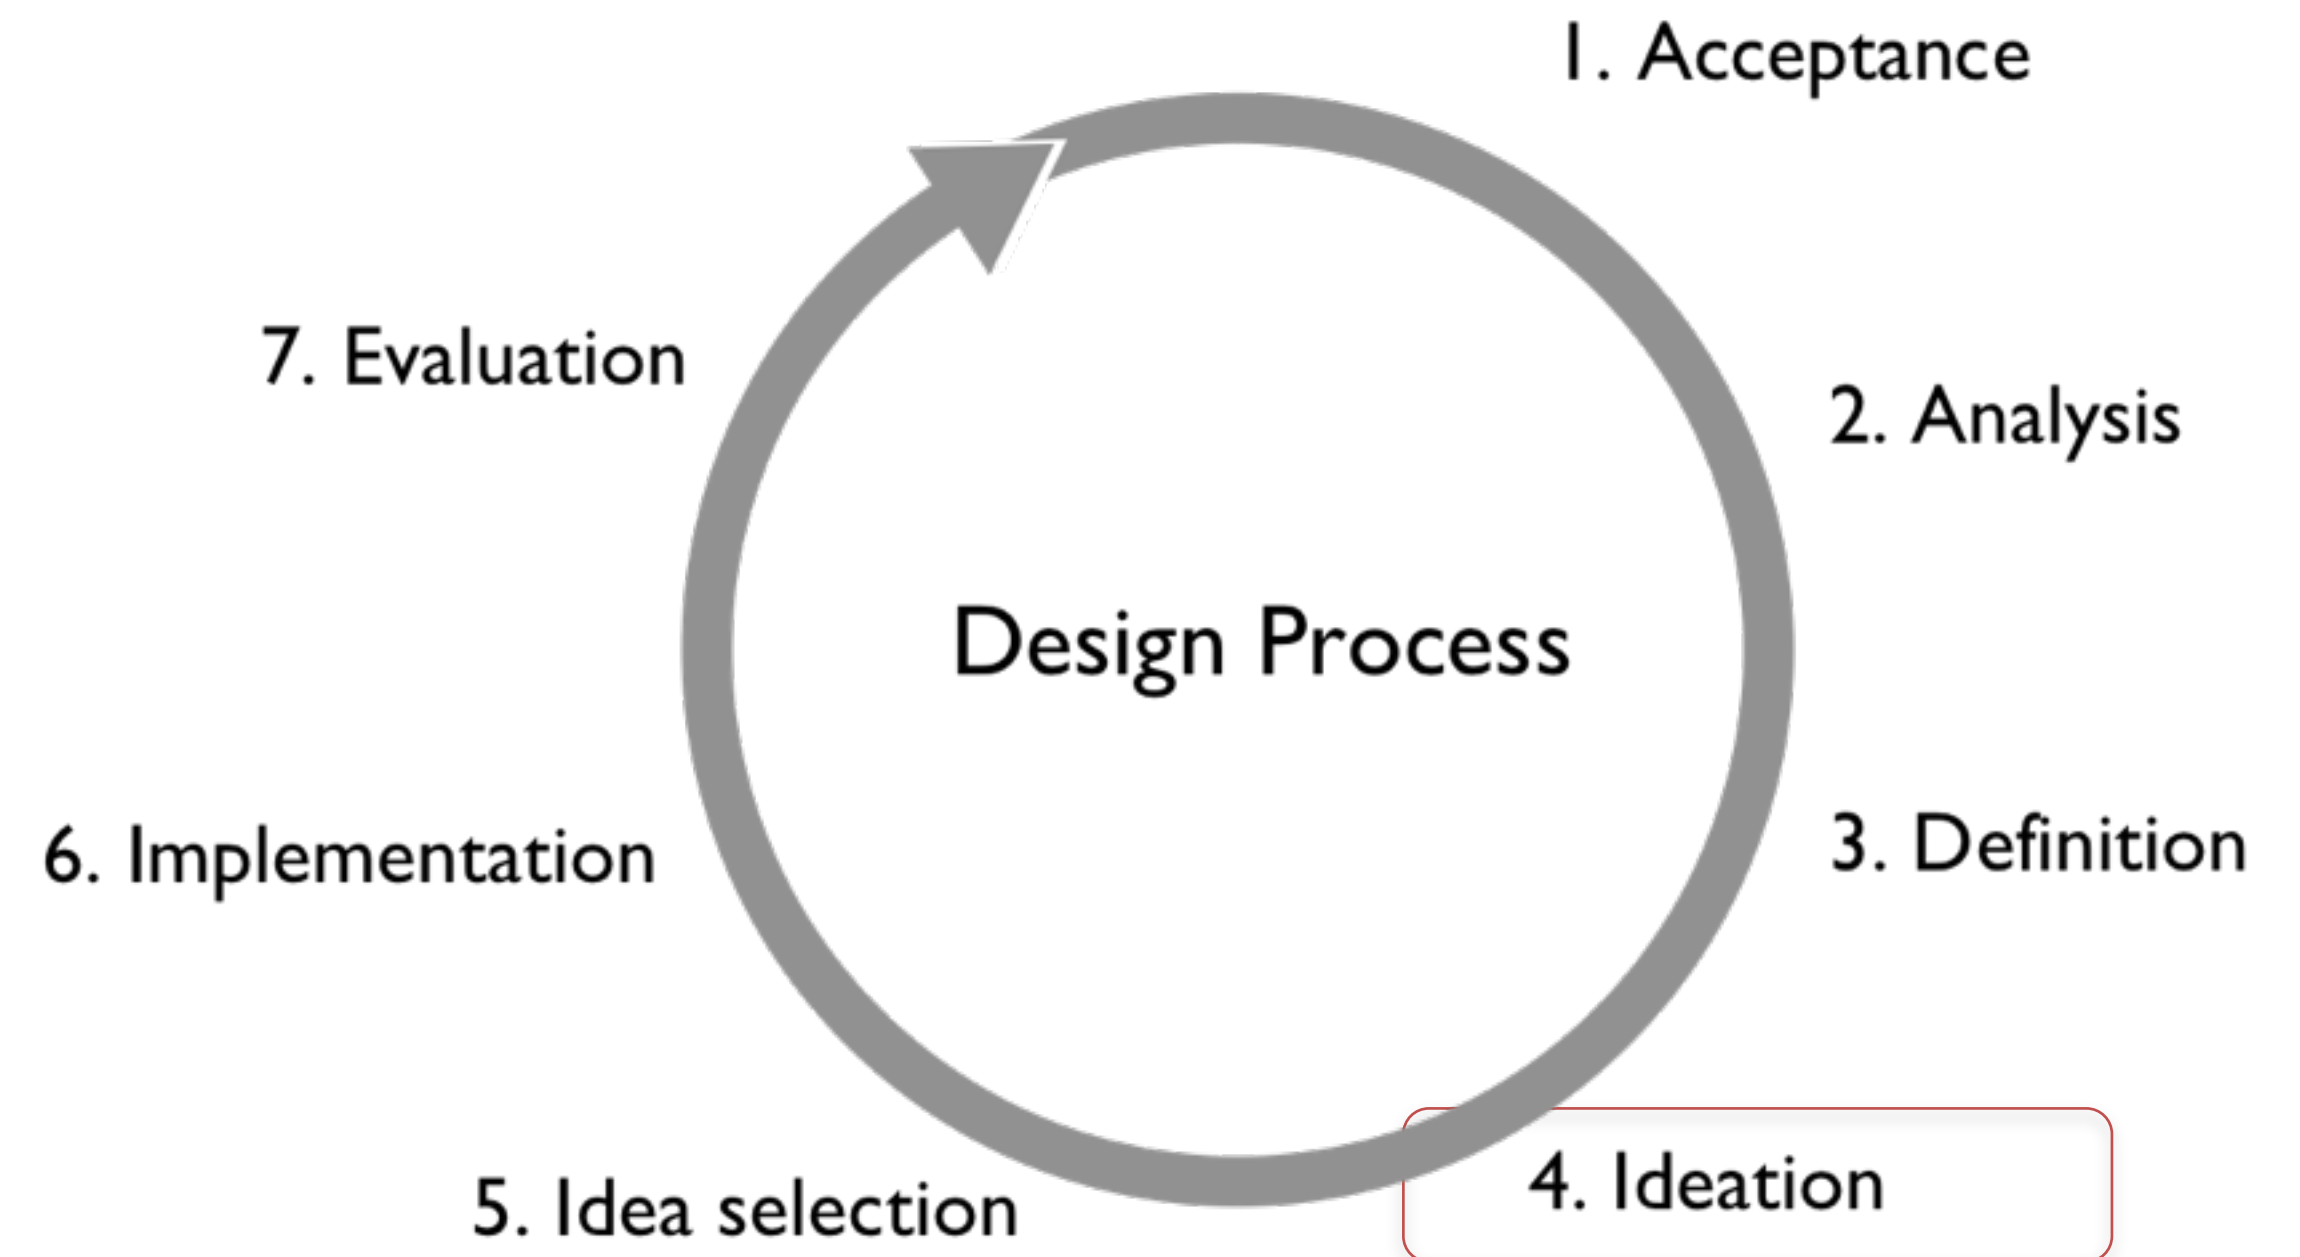 1. Acceptance
2. Analysis
3. Definition
4. Ideation
5. Idea selection
6. Implementation
7. Evaluation
Design Process